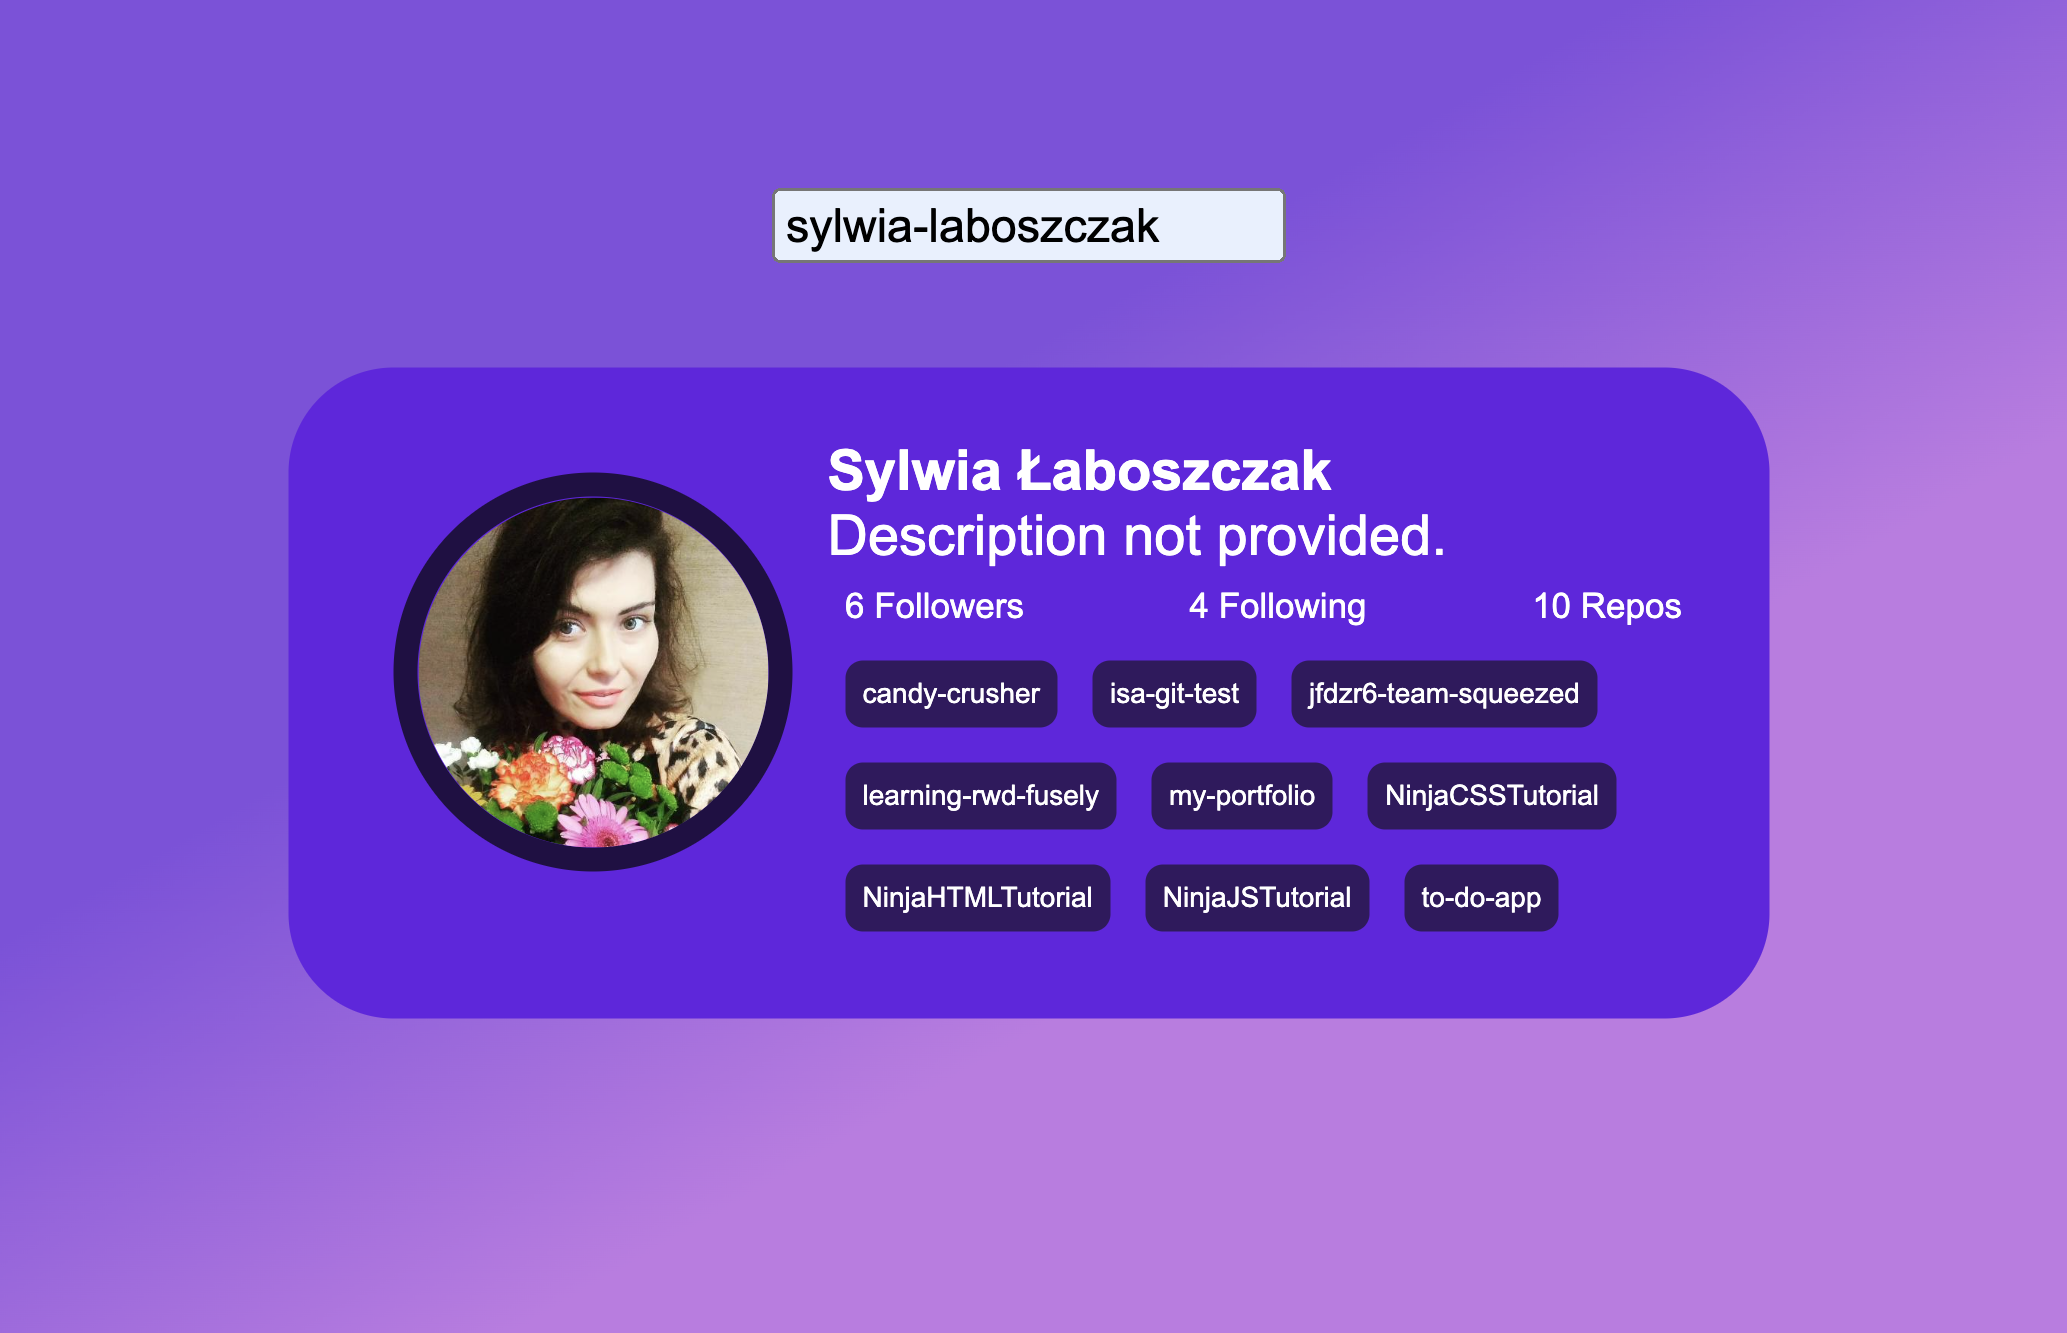 sylwia-laboszczak
Sylwia Łaboszczak
Description not provided.
6 Followers 4 Following 10 Repos
candy-crusher isa-git-test jfdzr6-team-squeezed
learning-rwd-fusely my-portfolio NinjaCSSTutorial
NinjaHTMLTutorial NinjaJSTutorial to-do-app